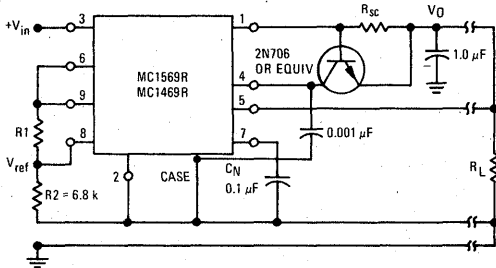 +Vin
3
6
9
8
R1
Vref
R2 = 6.8 k
MC1569R
MC1469R
2
CASE
1
4
5
7
CN
0.1 μF
2N706
OR EQUIV
0.001 μF
RSC
VO
1.0 μF
RL